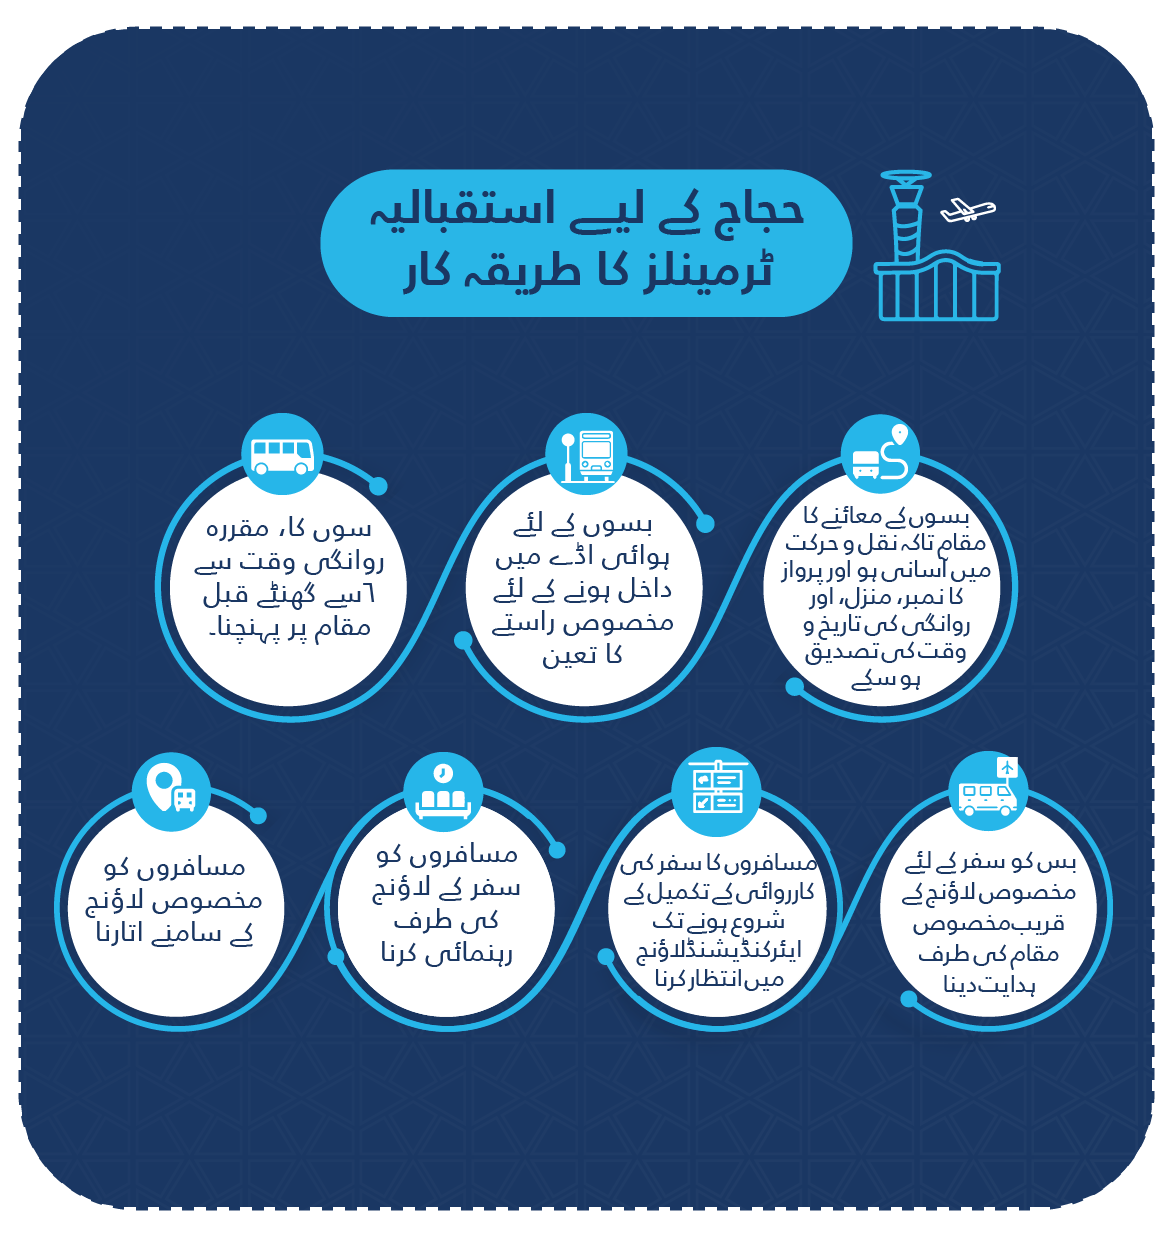 حجاج کے لیے استقبالیہ
ٹرمینلز کا طریقہ کار
بسوں کے معائنے کا
مقام تاکہ نقل و حرکت
میں آسانی ہو اور پرواز
کا نمبر، منزل، اور
روانگی کی تاریخ و
وقت کی تصدیق
ہو سکے
بسوں کے لئے
ہوائی اڈے میں
داخل ہونے کے لئے
مخصوص راستے
کا تعین
سوں کا، مقررہ
روانگی وقت سے
٦سے گھنٹے قبل
مقام پر پہنچنا۔
بس کو سفر کے لئے
مخصوص لاؤنج کے
قریب مخصوص
مقام کی طرف
ہدایت دینا
مسافروں کا سفر کی
کارروائی کے تکمیل کے
شروع ہونے تک
ایئرکنڈیشنڈ لاؤنج
میں انتظار کرنا
مسافروں کو
سفر کے لاؤنج
کی طرف
رہنمائی کرنا
مسافروں کو
مخصوص لاؤنج
کے سامنے اتارنا